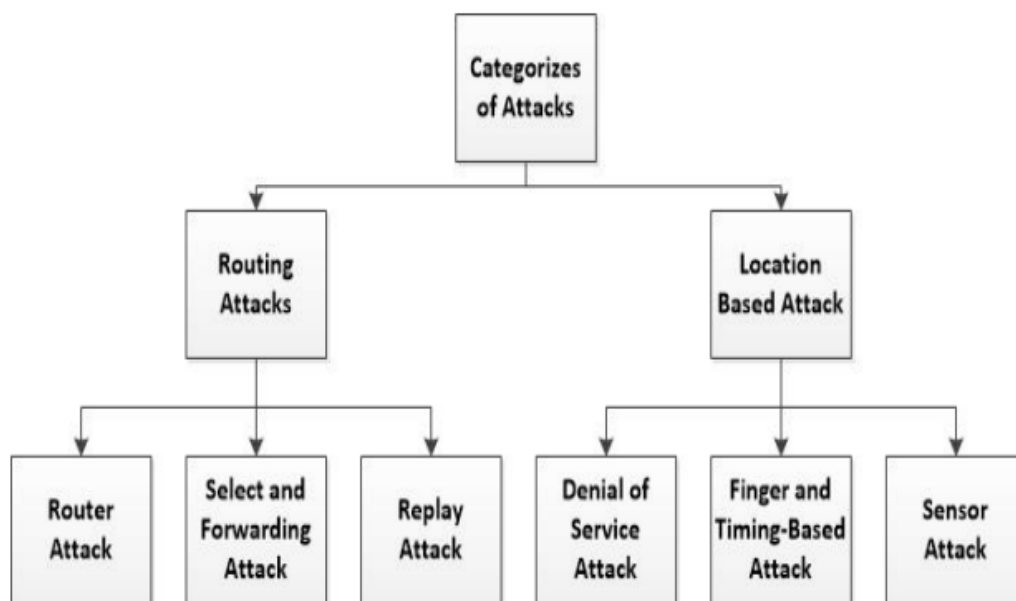 Categorizes
of Attacks
Routing
Attacks
Location
Based Attack
Router
Attack
Select and
Forwarding
Attack
Replay
Attack
Denial of
Service
Attack
Finger and
Timing-Based
Attack
Sensor
Attack